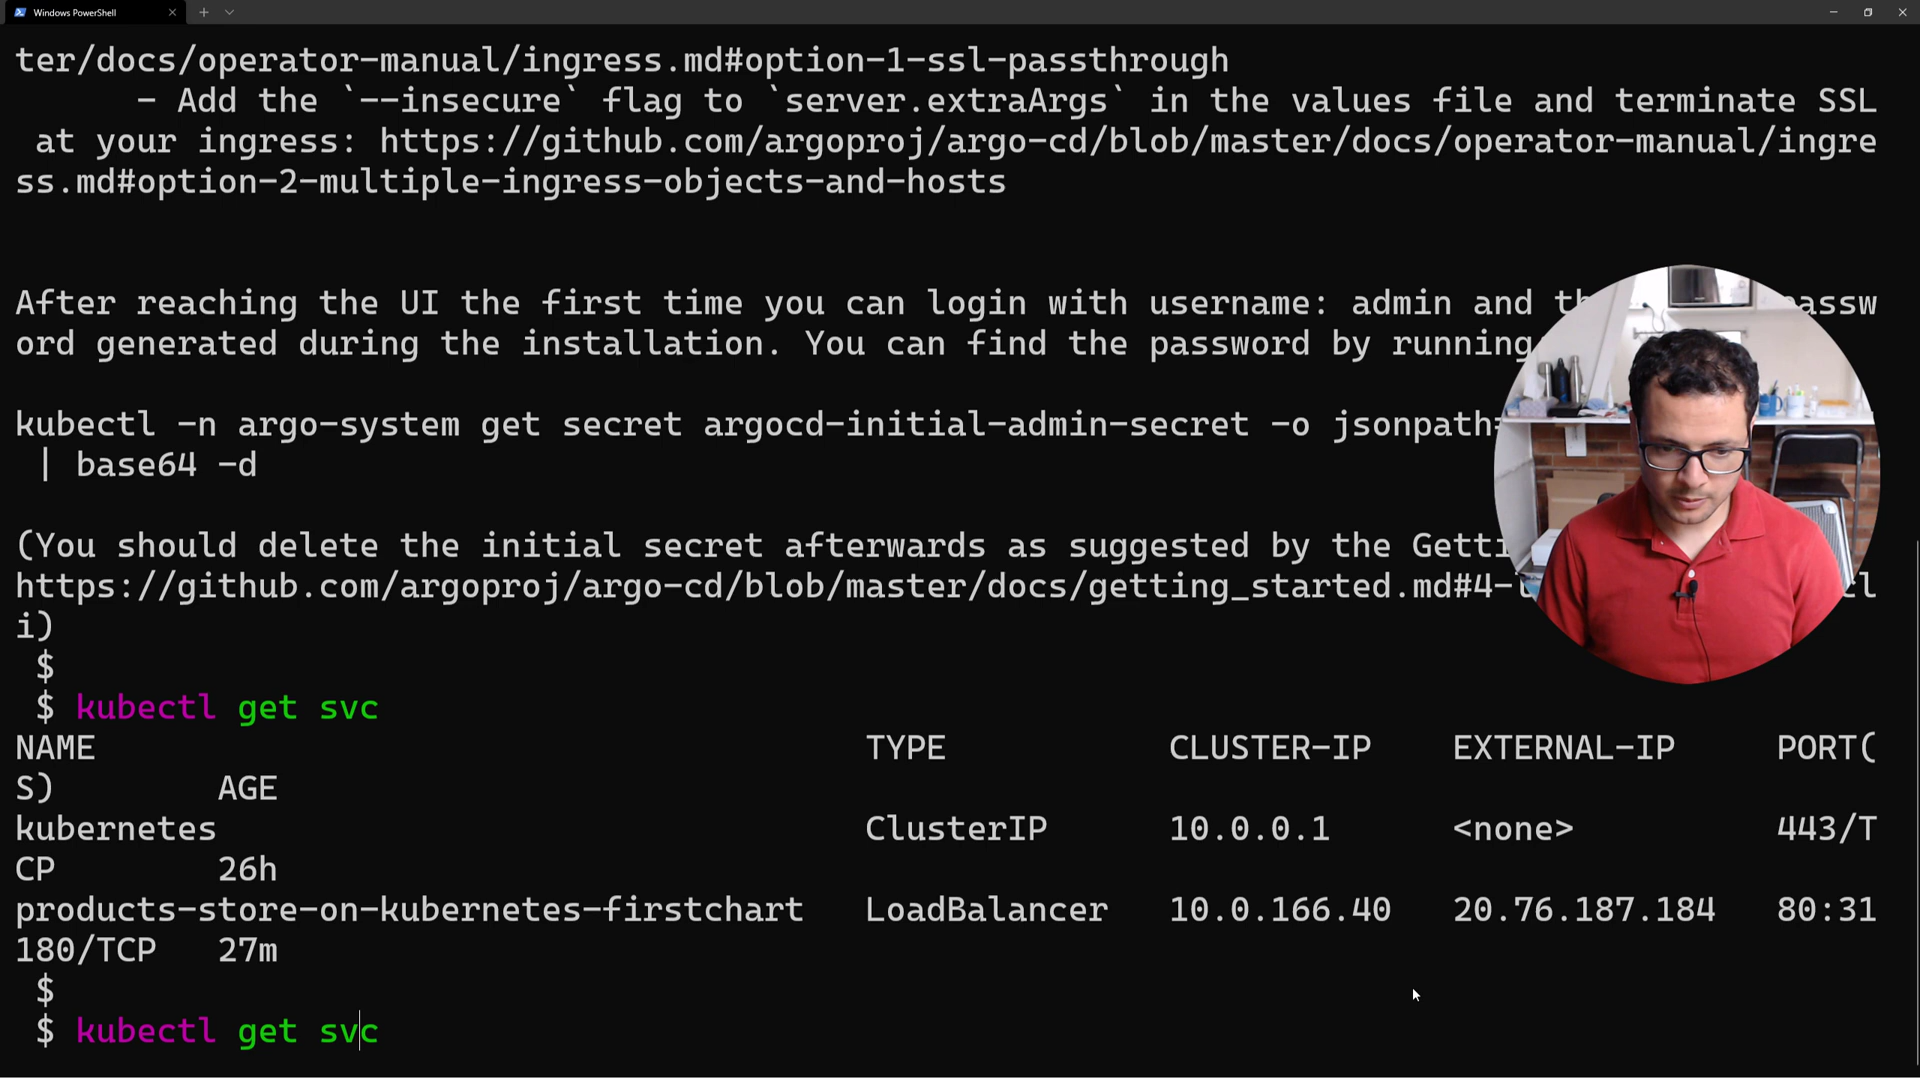 Windows PowerShell
ter/docs/operator-manual/ingress.md#option-1-ssl-passthrough
- Add the `--insecure` flag to `server.extraArgs` in the values file and terminate SSL
at your ingress: https://github.com/argoproj/argo-cd/blob/master/docs/operator-manual/ingre
ss.md#option-2-multiple-ingress-objects-and-hosts
After reaching the UI the first time you can login with username: admin and th assw
ord generated during the installation. You can find the password by running
kubectl -n argo-system get secret argocd-initial-admin-secret -o jsonpath=
| base64 -d
(You should delete the initial secret afterwards as suggested by the Getti
https://github.com/argoproj/argo-cd/blob/master/docs/getting_started.md#4- cl
i)
$
$ kubectl get svc
NAME TYPE CLUSTER-IP EXTERNAL-IP PORT(
S) AGE
kubernetes ClusterIP 10.0.0.1 <none> 443/T
CP 26h
products-store-on-kubernetes-firstchart LoadBalancer 10.0.166.40 20.76.187.184 80:31
180/TCP 27m
$
$ kubectl get svc